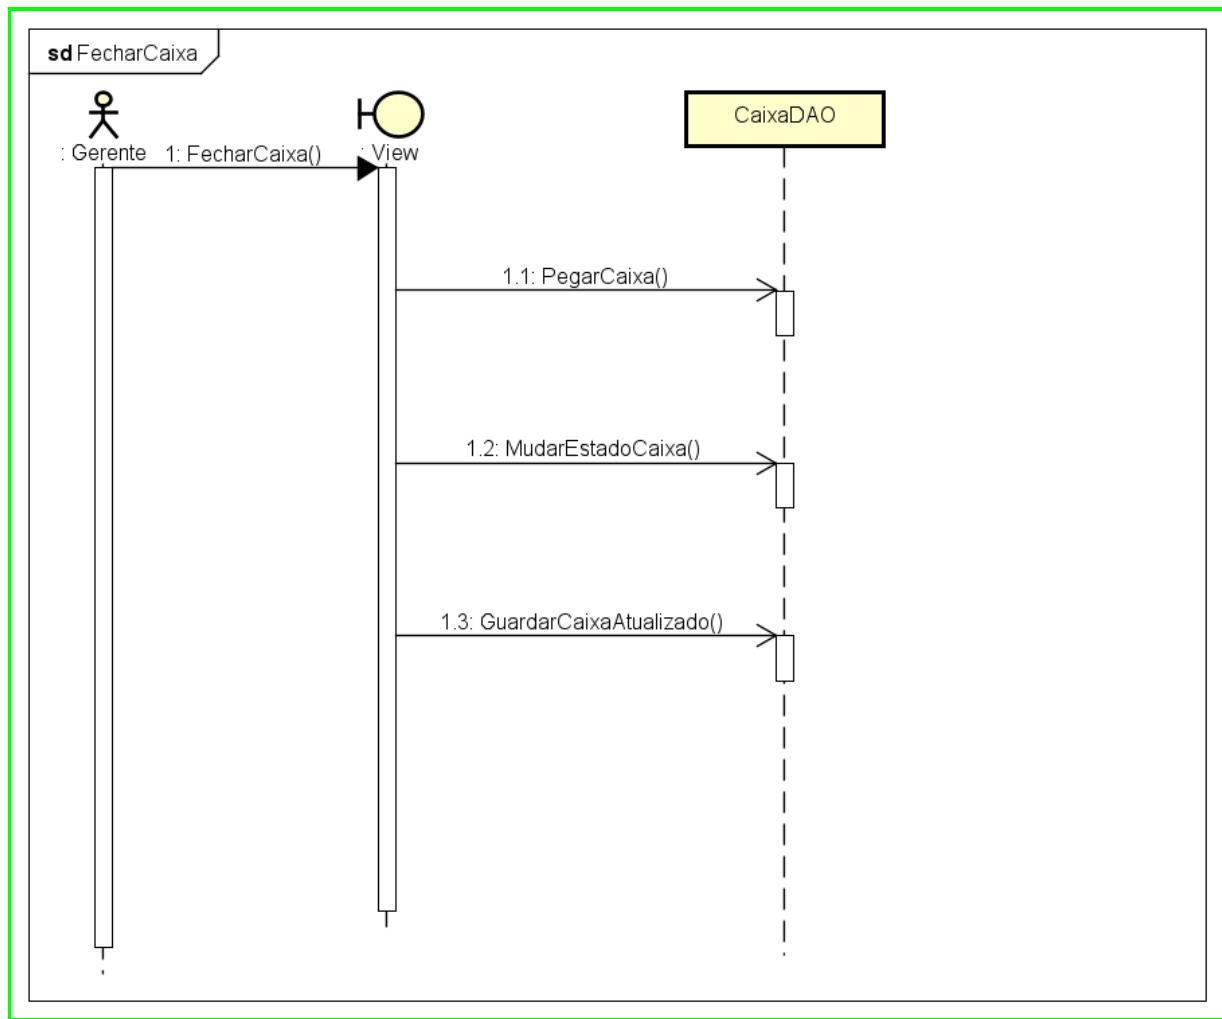 sd FecharCaixa
CaixaDAO
: Gerente
1: FecharCaixa()
: View
1.1: PegarCaixa()
1.2: MudarEstadoCaixa()
1.3: GuardarCaixaAtualizado()